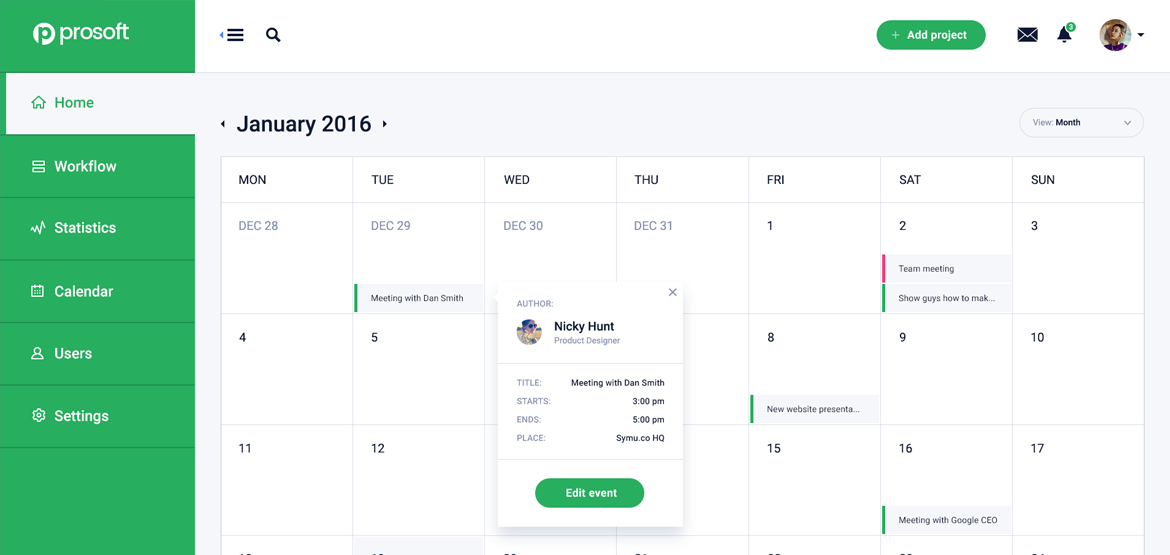 prosoft
+ Add project
3
Home
Workflow
Statistics
Calendar
Users
Settings
January 2016
View: Month
MON TUE WED THU FRI SAT SUN
DEC 28 DEC 29 DEC 30 DEC 31 1 2 3
Team meeting
Meeting with Dan Smith
Show guys how to mak...
AUTHOR:
Nicky Hunt
Product Designer
TITLE: Meeting with Dan Smith
STARTS: 3:00 pm
ENDS: 5:00 pm
PLACE: Symu.co HQ
Edit event
4 5 8 9 10
New website presenta...
11 12 15 16 17
Meeting with Google CEO